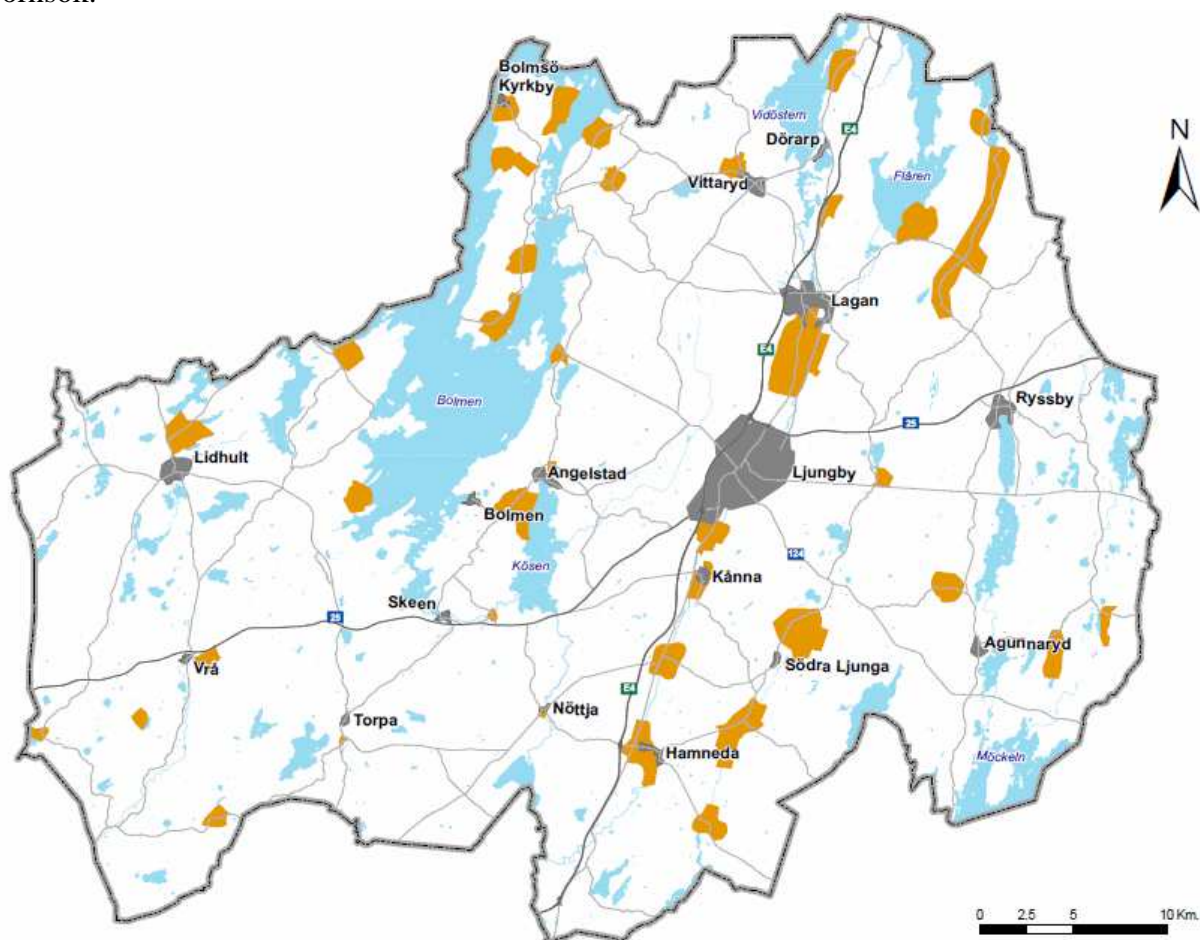 Bolmsö
Kyrkby
Vidöstern
E4
Dörarp
N
Vittaryd
Flåren
Lagan
E4
Bolmen
25
Ryssby
Lidhult
Angelstad
Ljungby
Bolmen
Kösen
124
Kånna
Skeen
25
Agunnaryd
Vrå
Södra Ljunga
E4
Nöttja
Torpa
Hamneda
Möckeln
0 2.5 5 10 Km.